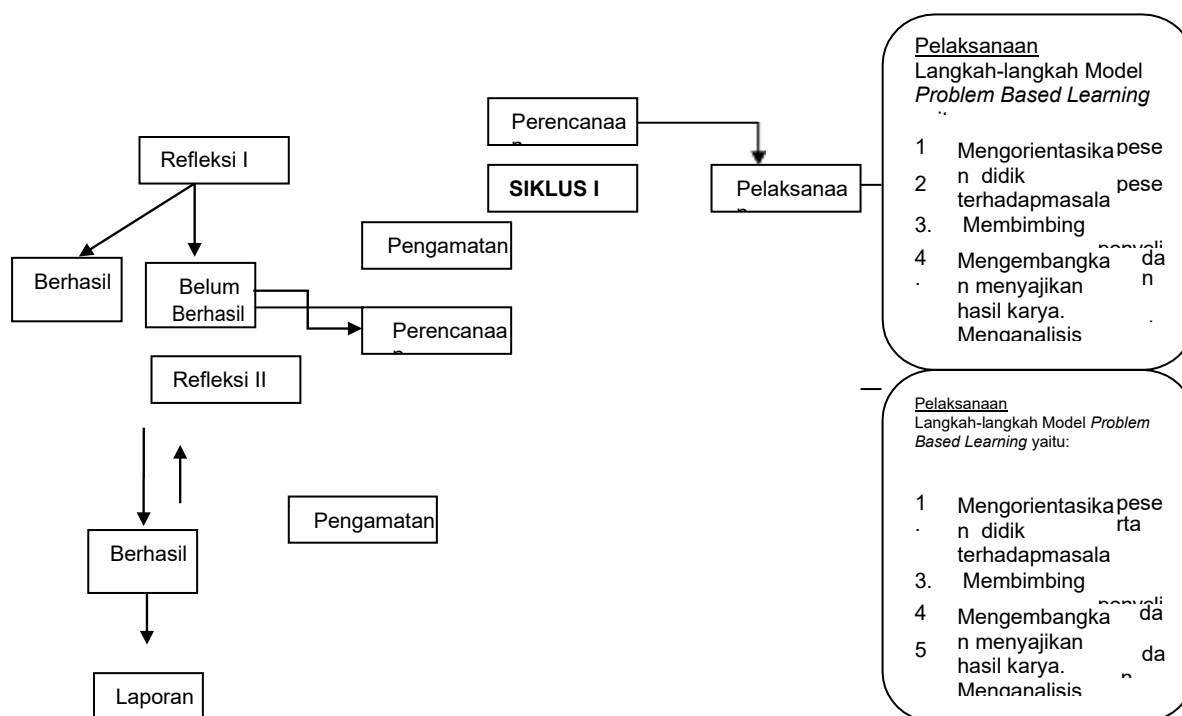 Pelaksanaan
Langkah-langkah Model
Problem Based Learning
Perencanaa
Refleksi I
SIKLUS I
Pelaksanaa
1 Mengorientasika pese
n didik
2 pese
terhadapmasala
3. Membimbing
4 Mengembangka da
. n menyajikan n
hasil karya.
Menganalisis
Pengamatan
Berhasil
Belum
Berhasil
Perencanaa
Refleksi II
Pelaksanaan
Langkah-langkah Model Problem
Based Learning yaitu:
1 Mengorientasika pese
. n didik rta
terhadapmasala
3. Membimbing
4 Mengembangka da
n menyajikan
5 da
hasil karya.
Menganalisis
Pengamatan
Berhasil
Laporan